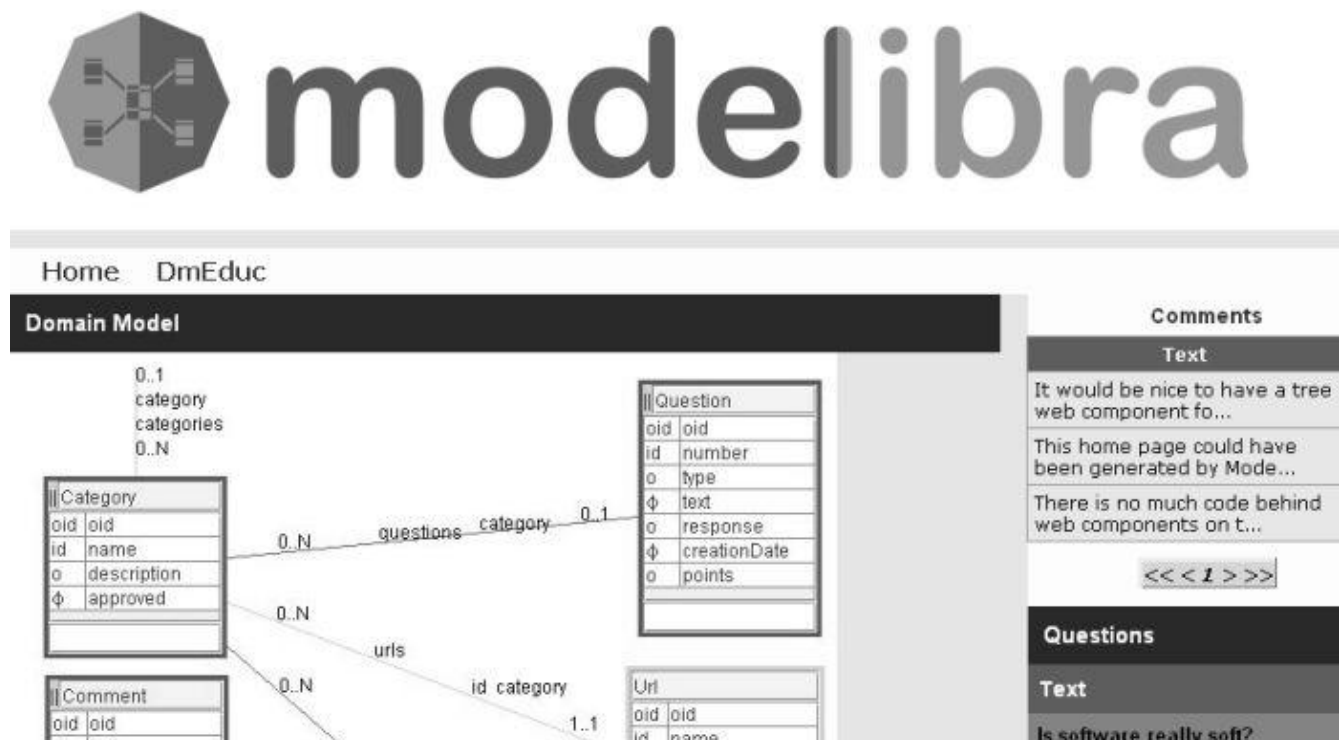 modelibra
Home DmEduc
Domain Model
0..1
category
categories
0..N
Category
oid oid
id name
o description
ϕ approved
0..N
questions
category
0..1
Question
oid oid
id number
o type
ϕ text
o response
ϕ creationDate
o points
0..N
urls
id category
1..1
0..N
Comment
oid oid
Url
oid oid
id name
Comments
Text
It would be nice to have a tree
web component fo...
This home page could have
been generated by Mode...
There is no much code behind
web components on t...
<< < 1 > >>
Questions
Text
Is software really soft?